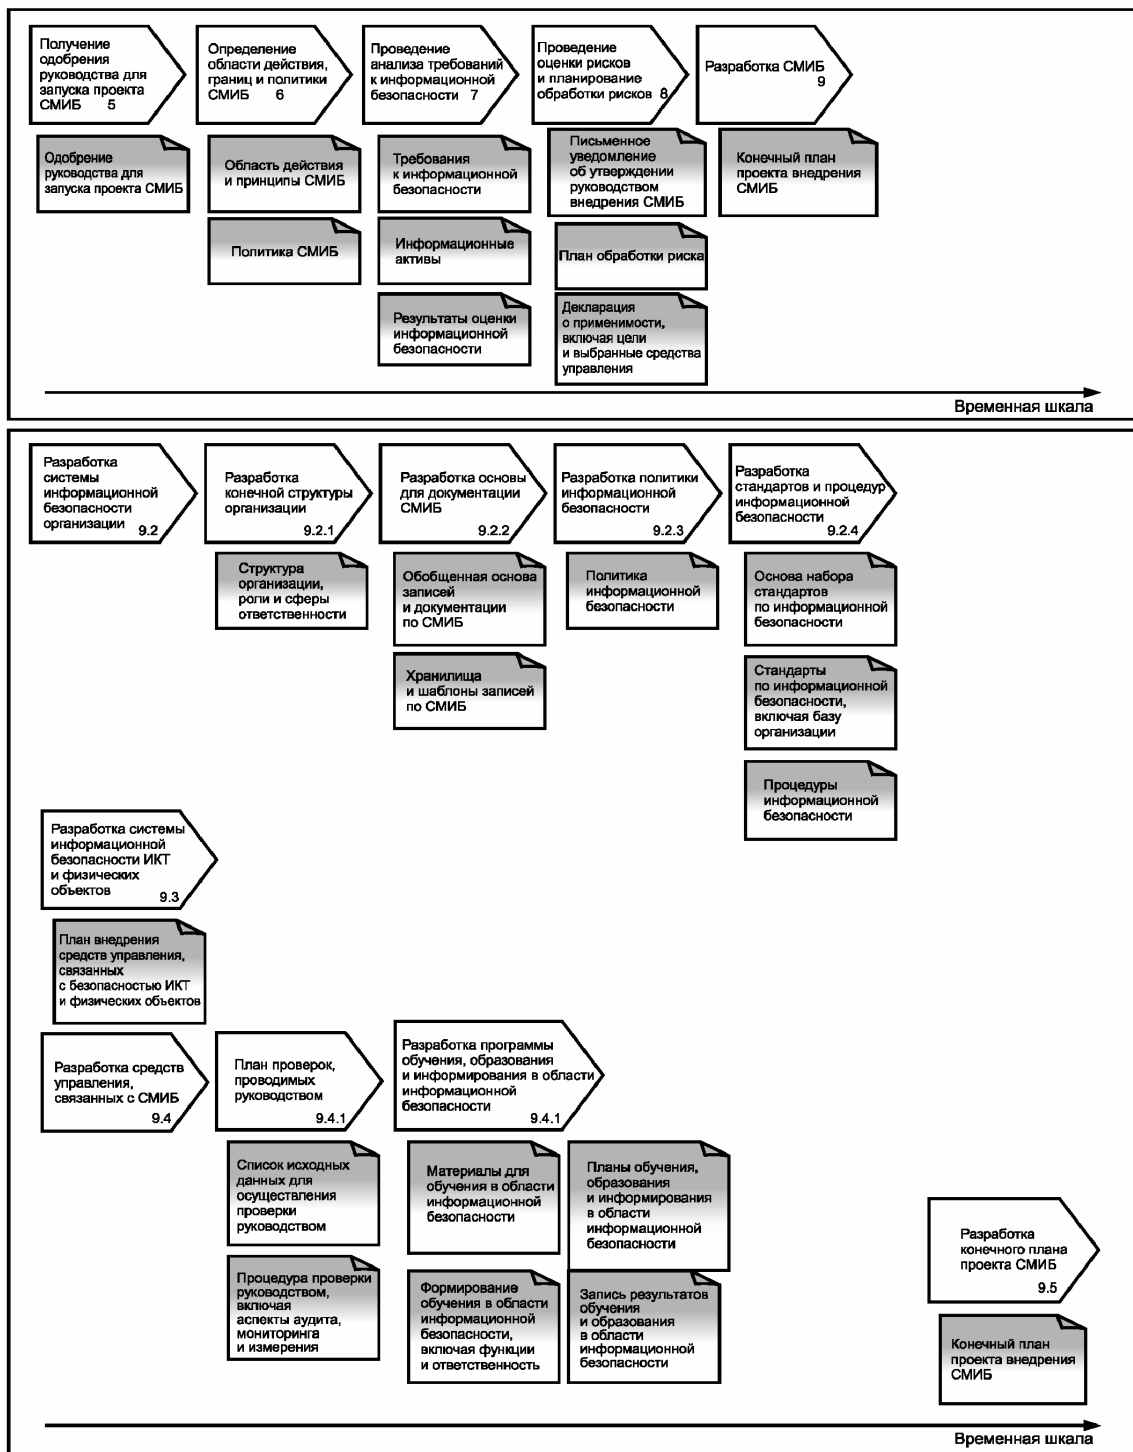 Получение
одобрения
руководства для
запуска проекта
СМИБ 5
Определение
области действия,
границ и политики
СМИБ 6
Проведение
анализа требований
к информационной
безопасности 7
Проведение
оценки рисков
и планирование
обработки рисков 8
Разработка СМИБ
9
Одобрение
руководства для
запуска проекта СМИБ
Область действия
и принципы СМИБ
Политика СМИБ
Требования
к информационной
безопасности
Информационные
активы
Результаты оценки
информационной
безопасности
Письменное
уведомление
об утверждении
руководством
внедрения СМИБ
План обработки риска
Декларация
о применимости,
включая цели
и выбранные средства
управления
Конечный план
проекта внедрения
СМИБ
Временная шкала
Разработка
системы
информационной
безопасности
организации
9.2
Разработка
конечной структуры
организации
9.2.1
Разработка основы
для документации
СМИБ
9.2.2
Разработка политики
информационной
безопасности
9.2.3
Разработка
стандартов и процедур
информационной
безопасности
9.2.4
Структура
организации,
роли и сферы
ответственности
Обобщенная основа
записей
и документации
по СМИБ
Хранилища
и шаблоны записей
по СМИБ
Политика
информационной
безопасности
Основа набора
стандартов
по информационной
безопасности
Стандарты
по информационной
безопасности,
включая базу
организации
Процедуры
информационной
безопасности
Разработка системы
информационной
безопасности ИКТ
и физических
объектов
9.3
План внедрения
средств управления,
связанных
с безопасностью ИКТ
и физических объектов
Разработка средств
управления,
связанных с СМИБ
9.4
План проверок,
проводимых
руководством
9.4.1
Разработка программы
обучения, образования
и информирования в области
информационной
безопасности
9.4.1
Список исходных
данных для
осуществления
проверки
руководством
Процедура проверки
руководством,
включая
аспекты аудита,
мониторинга
и измерения
Материалы для
обучения в области
информационной
безопасности
Формирование
обучения в области
информационной
безопасности,
включая функции
и ответственность
Планы обучения,
образования
и информирования
в области
информационной
безопасности
Запись результатов
обучения
и образования
в области
информационной
безопасности
Разработка
конечного плана
проекта СМИБ
9.5
Конечный план
проекта внедрения
СМИБ
Временная шкала